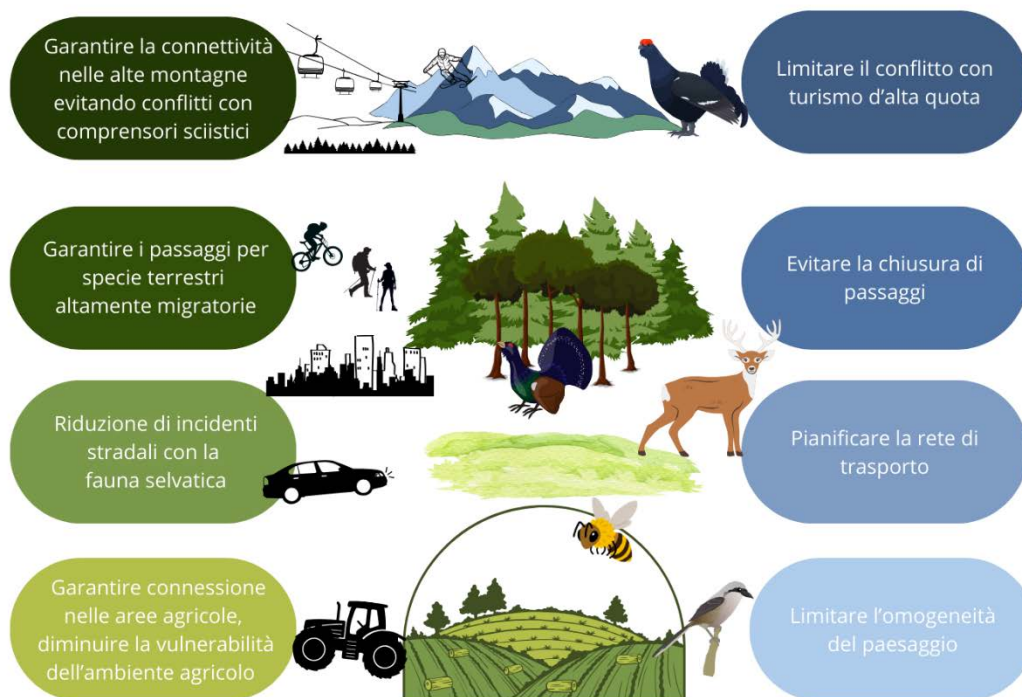 Garantire la connettività
nelle alte montagne
evitando conflitti con
comprensori sciistici
Limitare il conflitto con
turismo d'alta quota
Garantire i passaggi per
specie terrestri
altamente migratorie
Evitare la chiusura di
passaggi
Riduzione di incidenti
stradali con la
fauna selvatica
Pianificare la rete di
trasporto
Garantire connessione
nelle aree agricole,
diminuire la vulnerabilità
dell'ambiente agricolo
Limitare l'omogeneità
del paesaggio